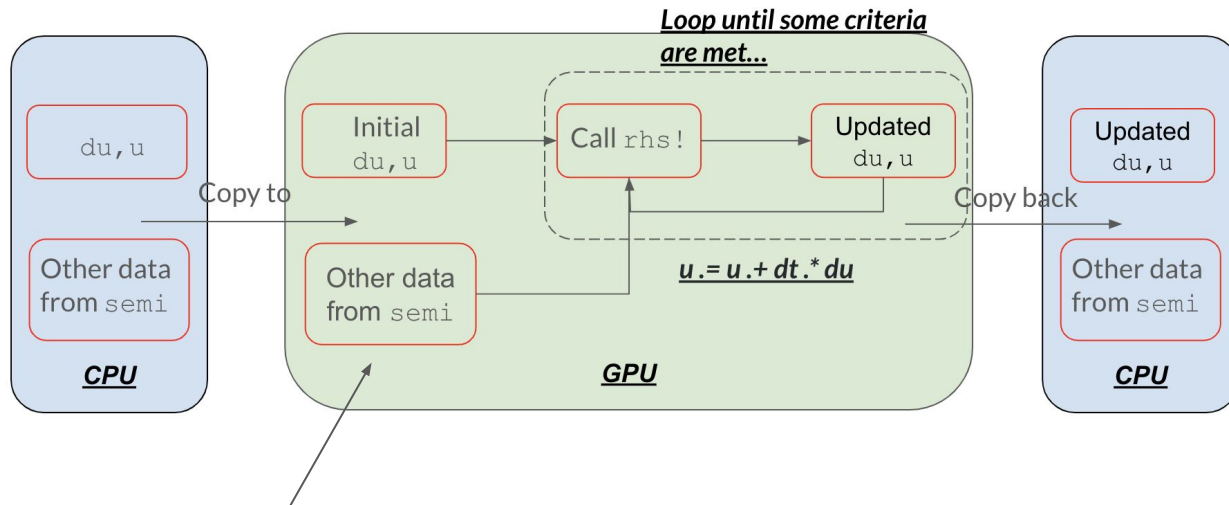 Loop until some criteria
are met...
du,u
Copy to
Other data
from semi
CPU
Initial
du,u
Call rhs!
Updated
du,u
Other data
from semi
u .= u .+ dt .* du
GPU
Copy back
Updated
du,u
Other data
from semi
CPU